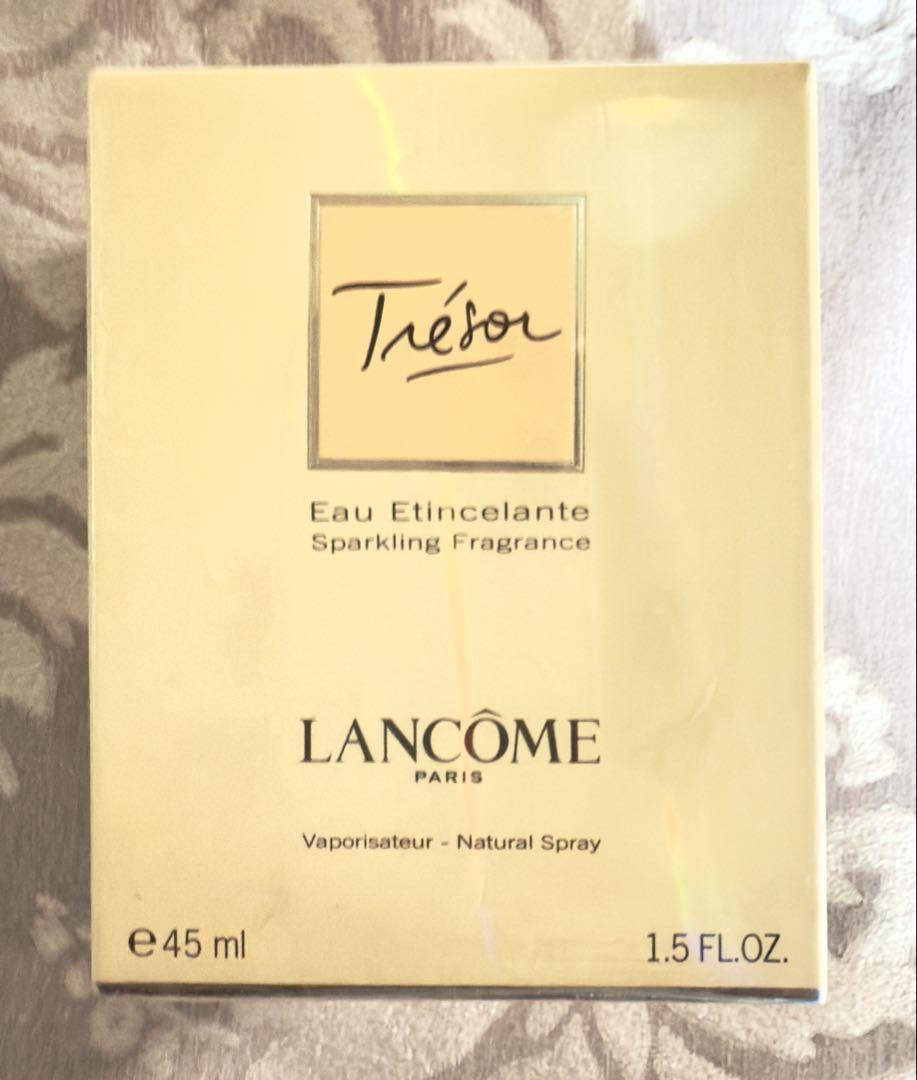 Trésor
Eau Etincelante
Sparkling Fragrance
LANCÔME
PARIS
Vaporisateur - Natural Spray
℮45 ml
1.5 FL.OZ.